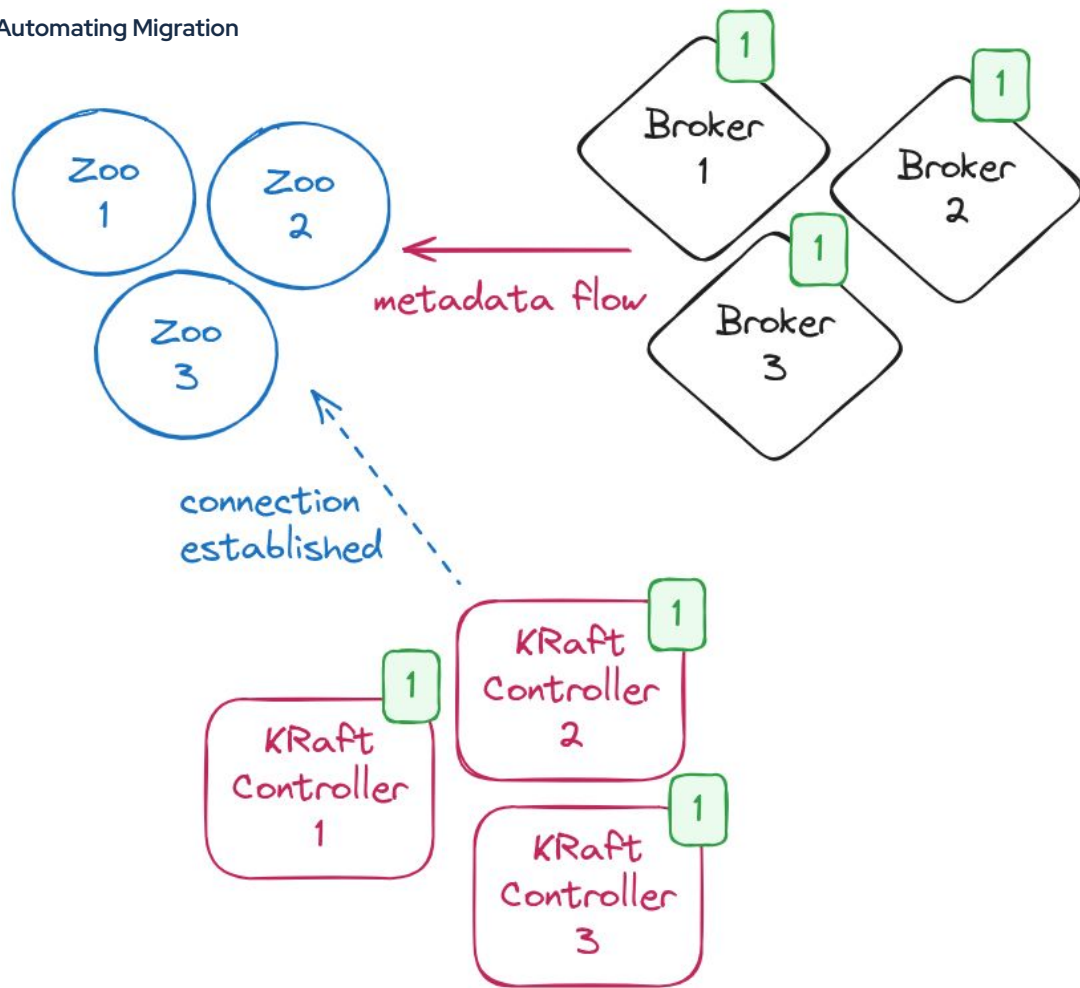 Automating Migration
1
Broker
1
1
Broker
2
Zoo
1
Zoo
2
metadata flow
1
Broker
3
Zoo
3
connection
established
1
KRaft
Controller
2
1
KRaft
Controller
1
1
KRaft
Controller
3